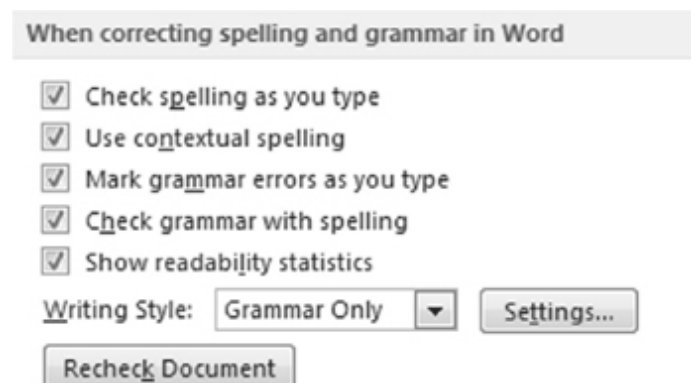 When correcting spelling and grammar in Word
Check spelling as you type
Use contextual spelling
Mark grammar errors as you type
Check grammar with spelling
Show readability statistics
Writing Style: Grammar Only Settings...
Recheck Document